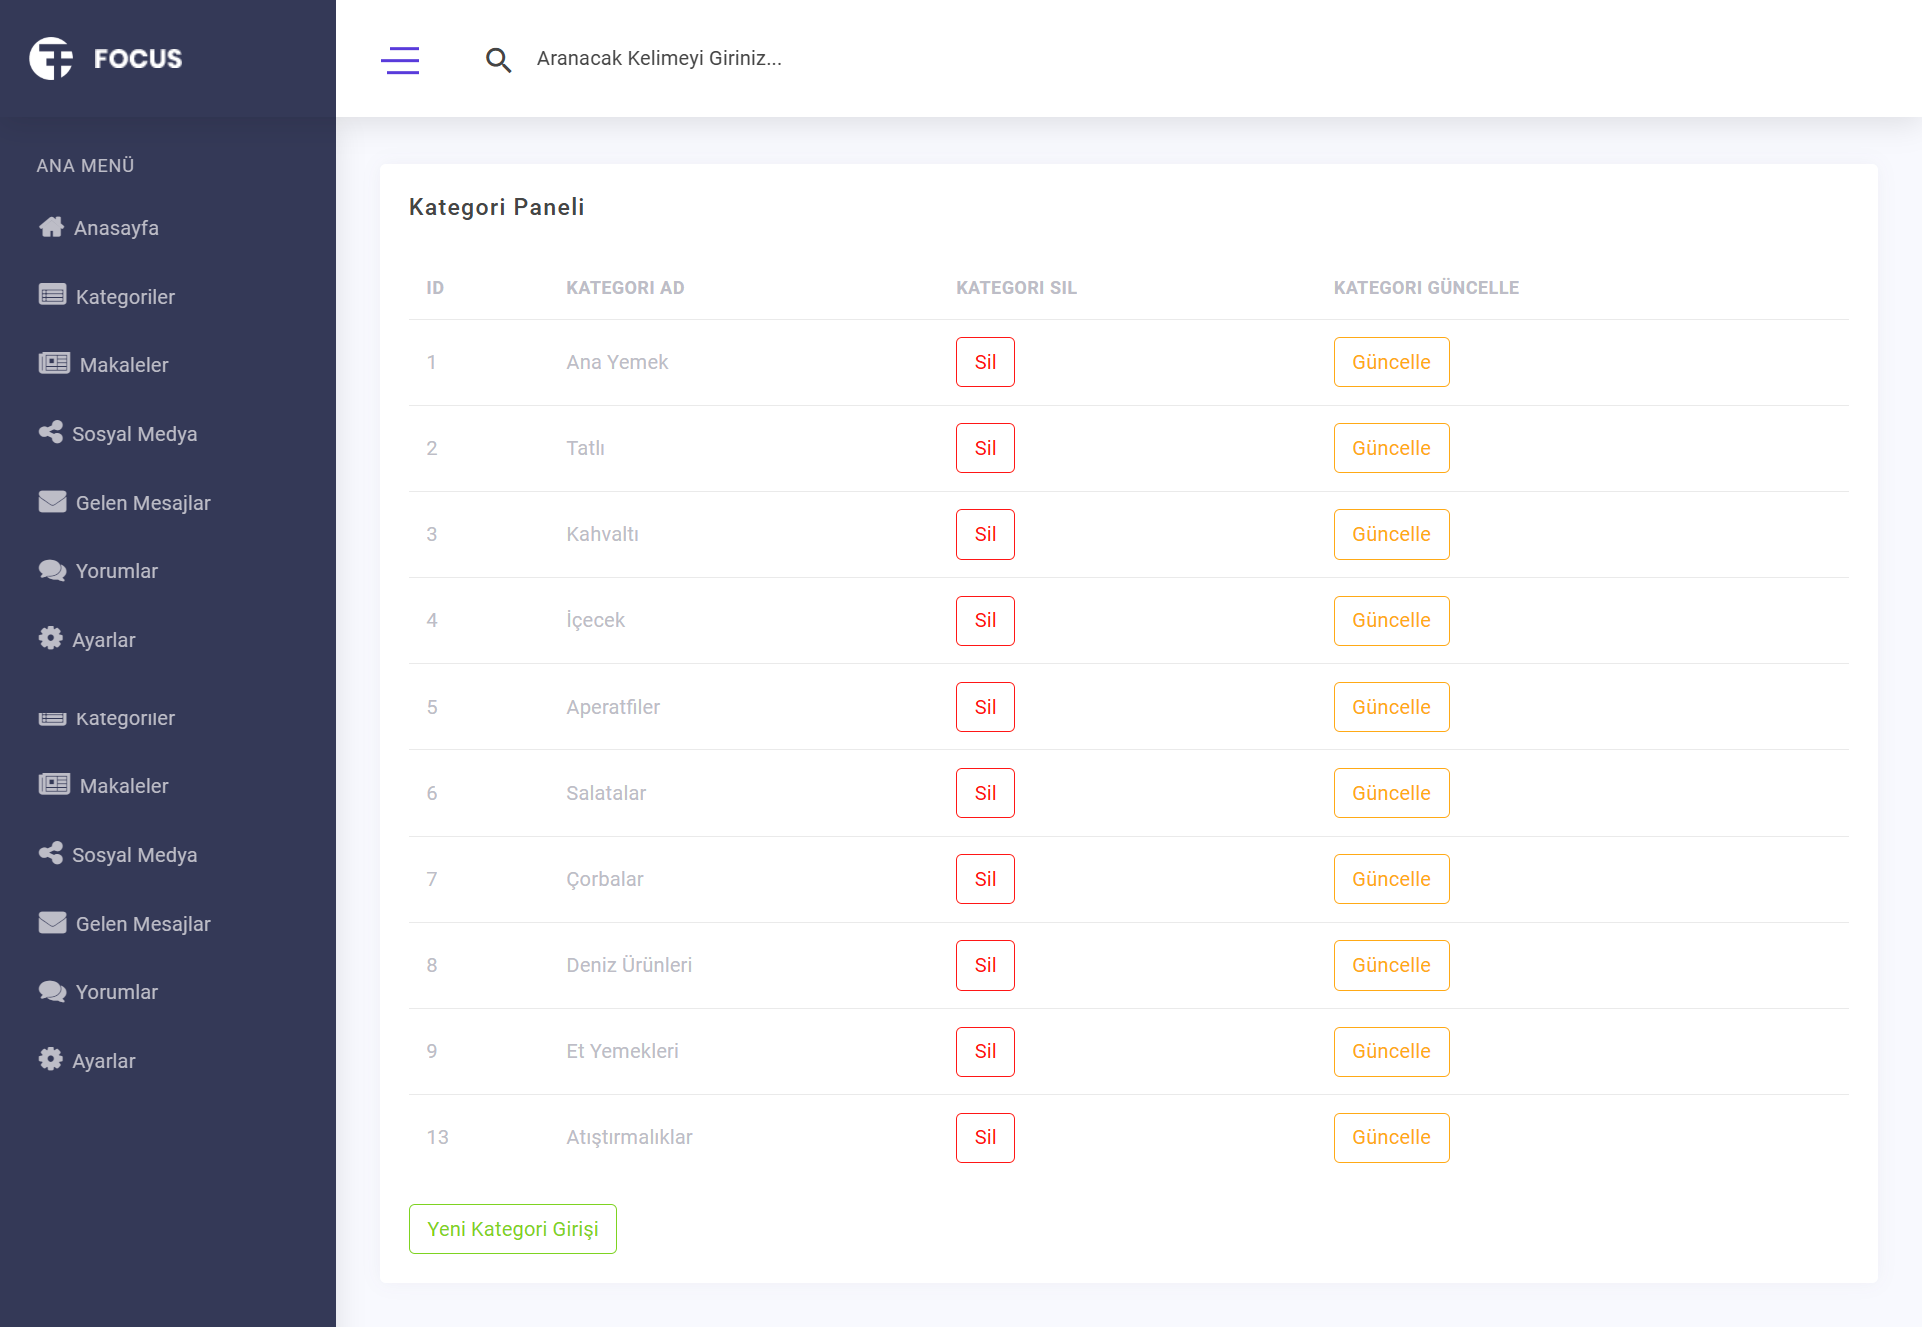 FOCUS
Aranacak Kelimeyi Giriniz...
ANA MENÜ
Anasayfa
Kategoriler
Makaleler
Sosyal Medya
Gelen Mesajlar
Yorumlar
Ayarlar
Kategoriler
Makaleler
Sosyal Medya
Gelen Mesajlar
Yorumlar
Ayarlar
Kategori Paneli
ID KATEGORI AD KATEGORI SIL KATEGORI GÜNCELLE
1 Ana Yemek Sil Güncelle
2 Tatlı Sil Güncelle
3 Kahvaltı Sil Güncelle
4 İçecek Sil Güncelle
5 Aperatfiler Sil Güncelle
6 Salatalar Sil Güncelle
7 Çorbalar Sil Güncelle
8 Deniz Ürünleri Sil Güncelle
9 Et Yemekleri Sil Güncelle
13 Atıştırmalıklar Sil Güncelle
Yeni Kategori Girişi